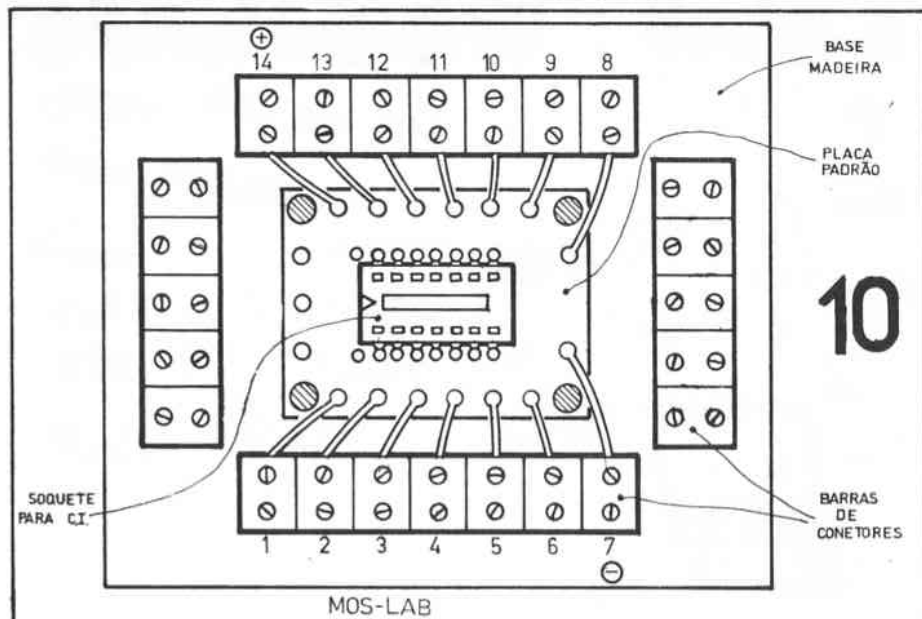 ⊕
14 13 12 11 10 9 8
BASE
MADEIRA
PLACA
PADRÃO
10
SOQUETE
PARA C.I.
BARRAS
DE
CONETORES
1 2 3 4 5 6 7
⊖
MOS-LAB